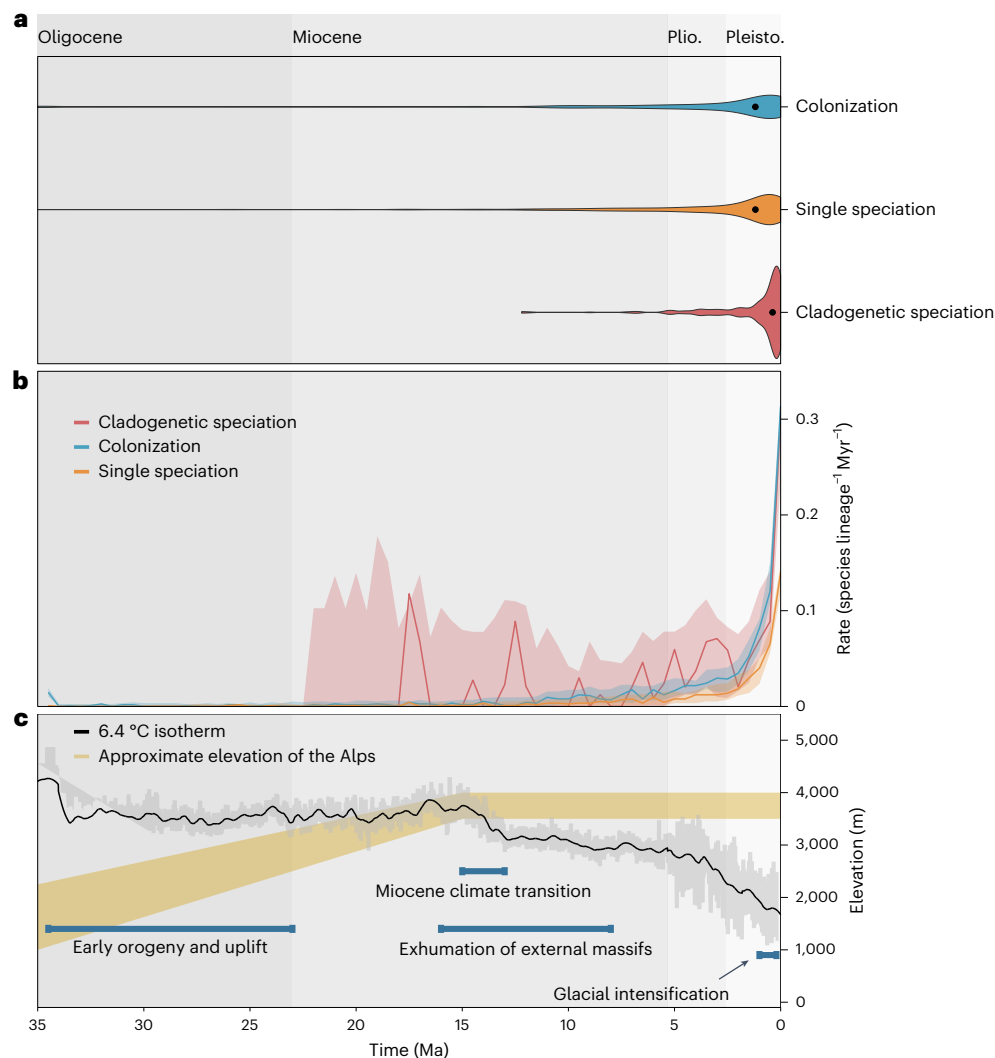 a
Oligocene Miocene Plio. Pleisto.
Colonization
Single speciation
Cladogenetic speciation
b
Cladogenetic speciation
Colonization
Single speciation
0.3
0.2
0.1
0
Rate (species lineage⁻¹ Myr⁻¹)
c
6.4 °C isotherm
Approximate elevation of the Alps
5,000
4,000
3,000
2,000
1,000
0
Elevation (m)
Miocene climate transition
Early orogeny and uplift
Exhumation of external massifs
Glacial intensification
35 30 25 20 15 10 5 0
Time (Ma)